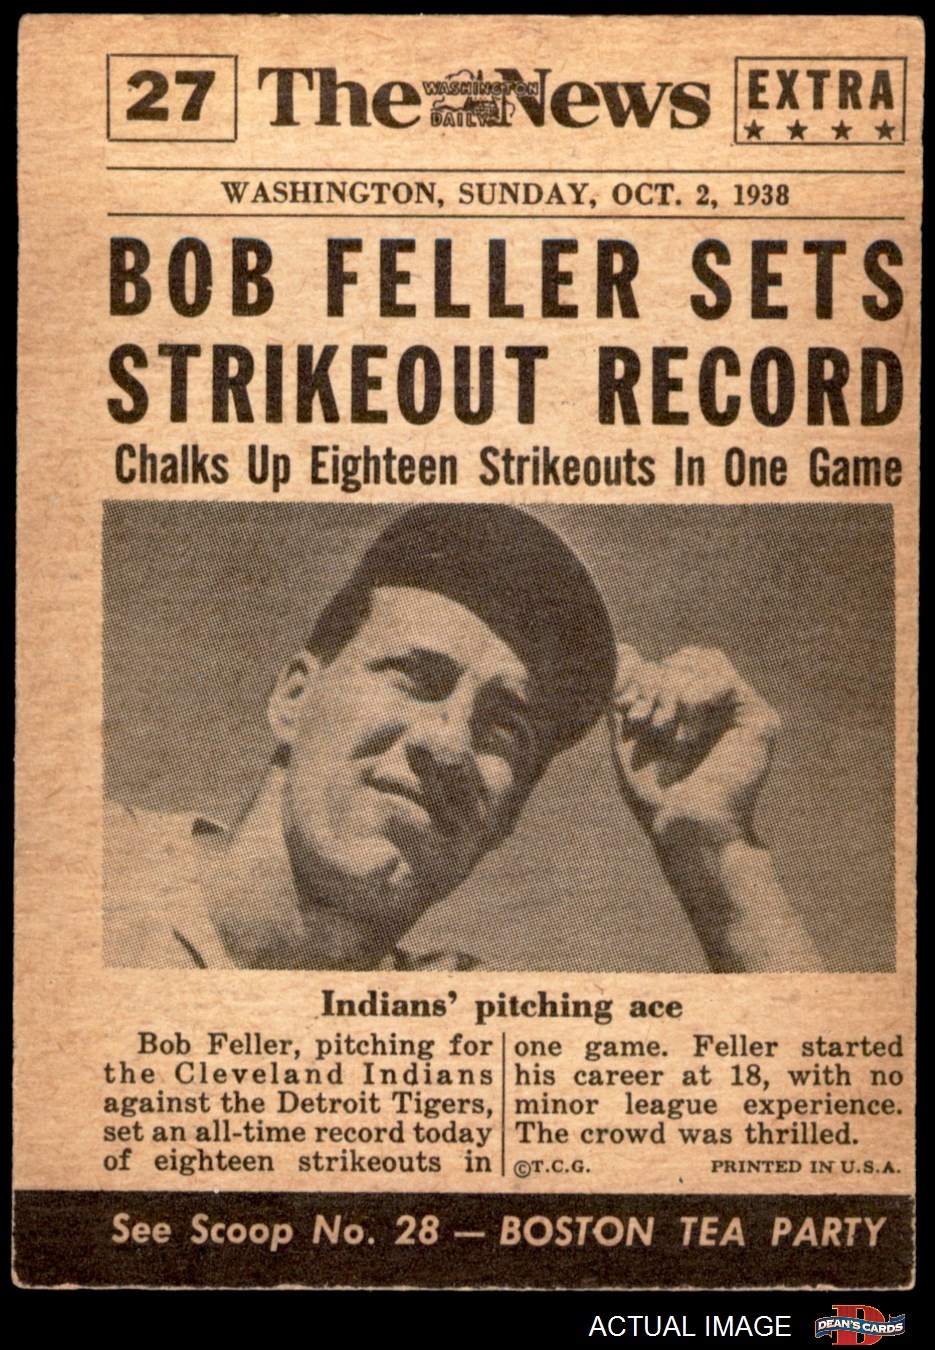 27 The WASHINGTON DAILY News EXTRA
★ ★ ★ ★
WASHINGTON, SUNDAY, OCT. 2, 1938
BOB FELLER SETS
STRIKEOUT RECORD
Chalks Up Eighteen Strikeouts In One Game
Indians' pitching ace
Bob Feller, pitching for
the Cleveland Indians
against the Detroit Tigers,
set an all-time record today
of eighteen strikeouts in
one game. Feller started
his career at 18, with no
minor league experience.
The crowd was thrilled.
©T.C.G. PRINTED IN U.S.A.
See Scoop No. 28 — BOSTON TEA PARTY
ACTUAL IMAGE
D
DEAN'S CARDS